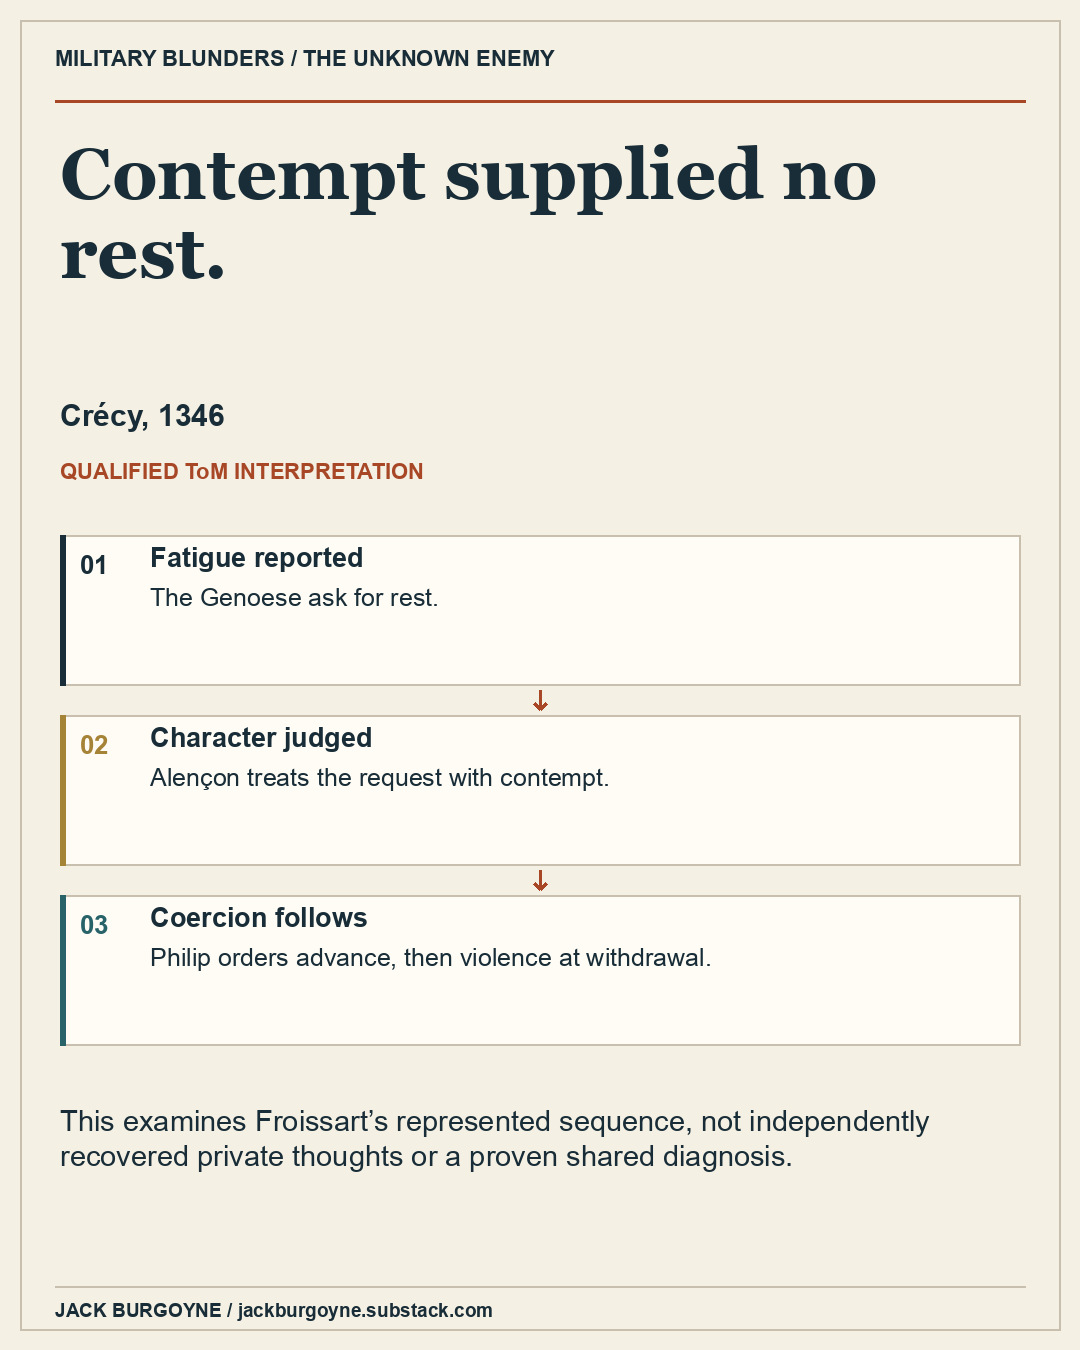 MILITARY BLUNDERS / THE UNKNOWN ENEMY
Contempt supplied no
rest.
Crécy, 1346
QUALIFIED ToM INTERPRETATION
01
Fatigue reported
The Genoese ask for rest.
↓
02
Character judged
Alençon treats the request with contempt.
↓
03
Coercion follows
Philip orders advance, then violence at withdrawal.
This examines Froissart’s represented sequence, not independently
recovered private thoughts or a proven shared diagnosis.
JACK BURGOYNE / jackburgoyne.substack.com